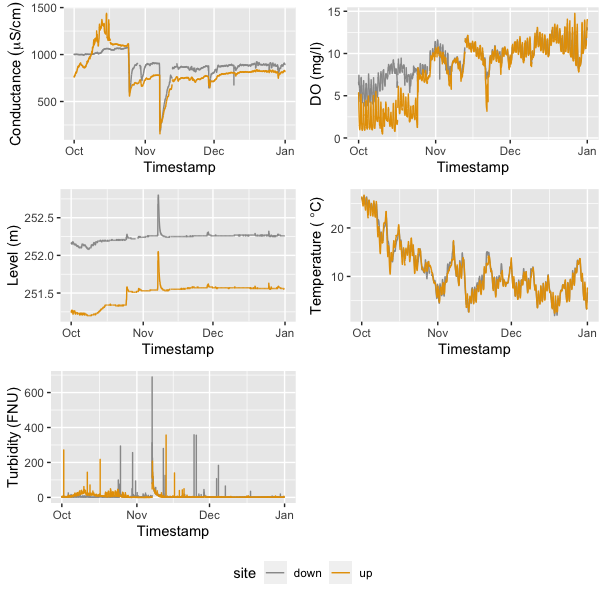 Conductance (μS/cm)
1500
1000
500
Oct Nov Dec Jan
Timestamp
DO (mg/l)
15
10
5
0
Oct Nov Dec Jan
Timestamp
Level (m)
252.5
252.0
251.5
Oct Nov Dec Jan
Timestamp
Temperature ( °C)
20
10
Oct Nov Dec Jan
Timestamp
Turbidity (FNU)
600
400
200
0
Oct Nov Dec Jan
Timestamp
site down up